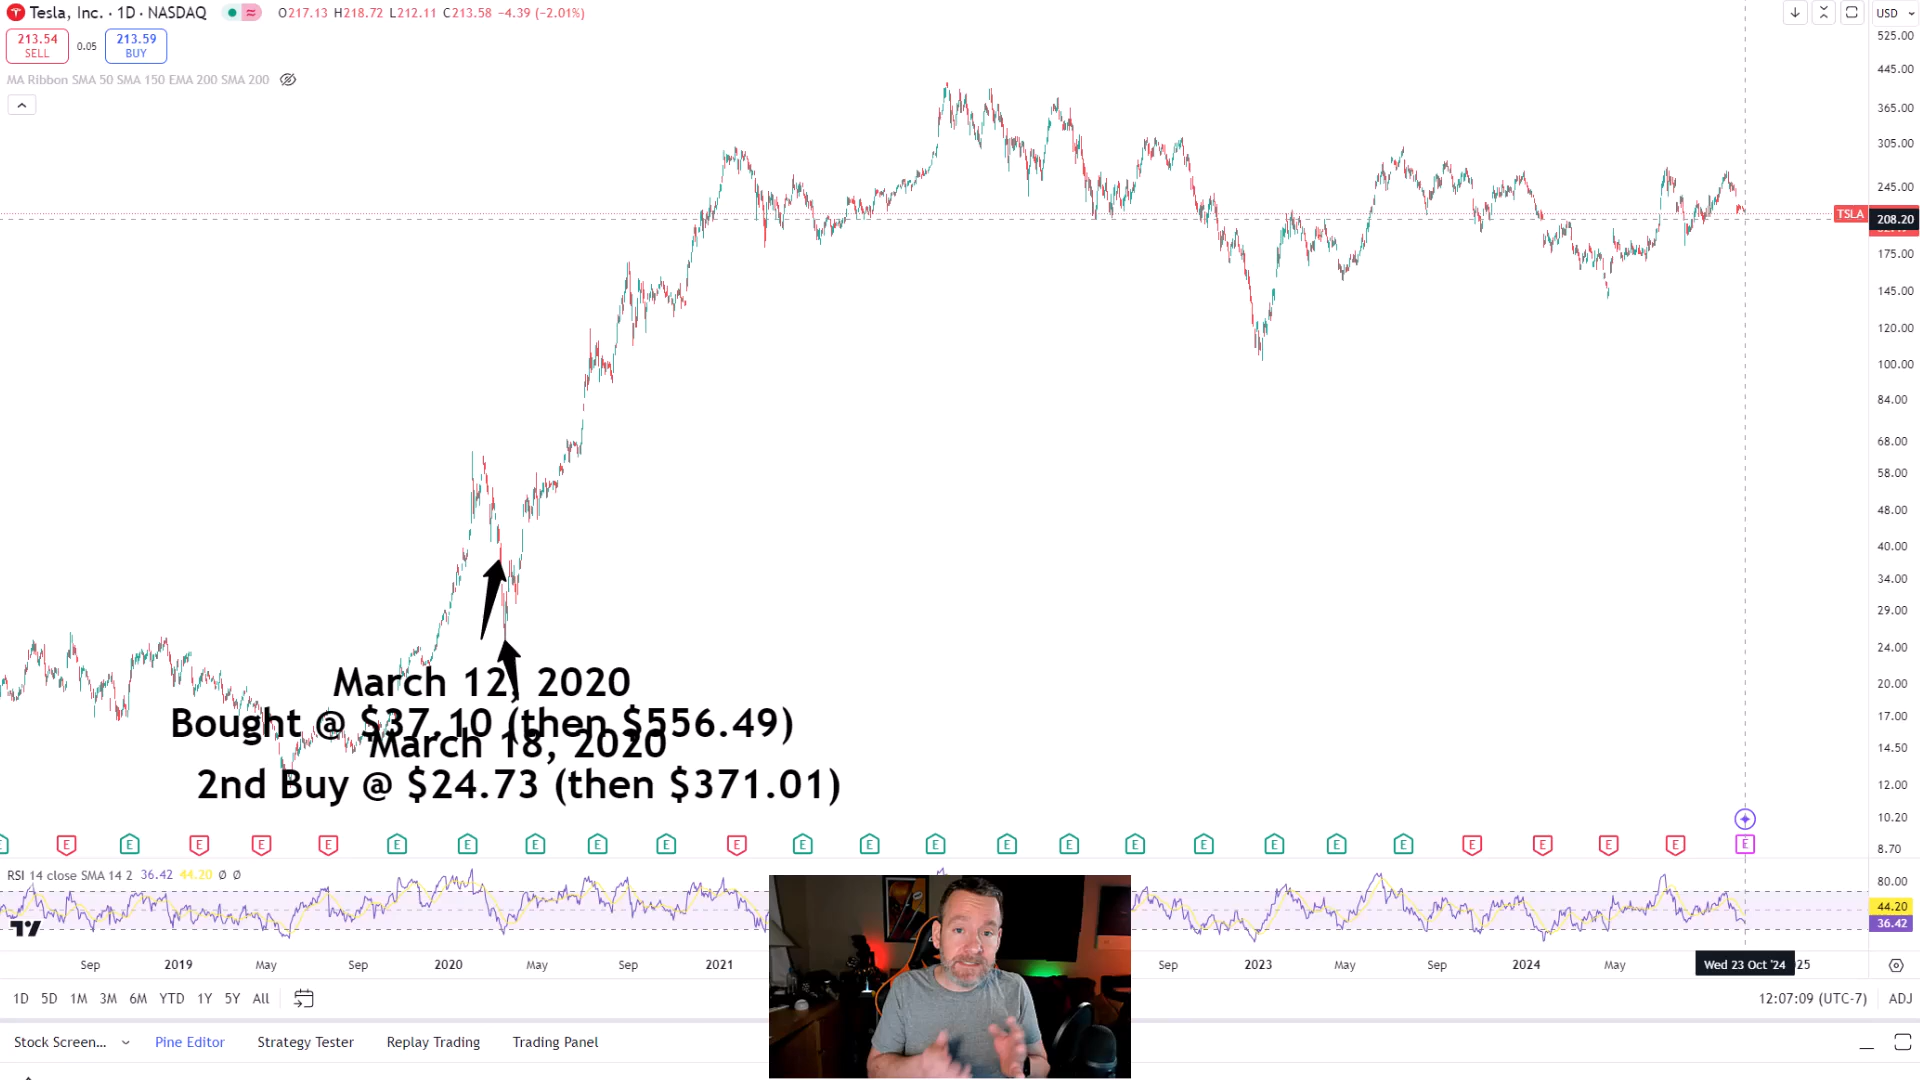 Tesla, Inc. · 1D · NASDAQ O217.13 H218.72 L212.11 C213.58 −4.39 (−2.01%)
USD
213.54
SELL
0.05
213.59
BUY
MA Ribbon SMA 50 SMA 150 EMA 200 SMA 200
525.00
445.00
365.00
305.00
245.00
TSLA
208.20
175.00
145.00
120.00
100.00
84.00
68.00
58.00
48.00
40.00
34.00
29.00
24.00
20.00
17.00
14.50
12.00
10.20
8.70
March 12, 2020
Bought @ $37.10 (then $556.49)
March 18, 2020
2nd Buy @ $24.73 (then $371.01)
E E E E E E E E E E E E E E E E E E E E E E E E E E
RSI 14 close SMA 14 2 36.42 44.20 Ø Ø
80.00
44.20
36.42
Sep 2019 May Sep 2020 May Sep 2021 Sep 2023 May Sep 2024 May Wed 23 Oct '24
1D 5D 1M 3M 6M YTD 1Y 5Y All
12:07:09 (UTC-7) ADJ
Stock Screen... Pine Editor Strategy Tester Replay Trading Trading Panel